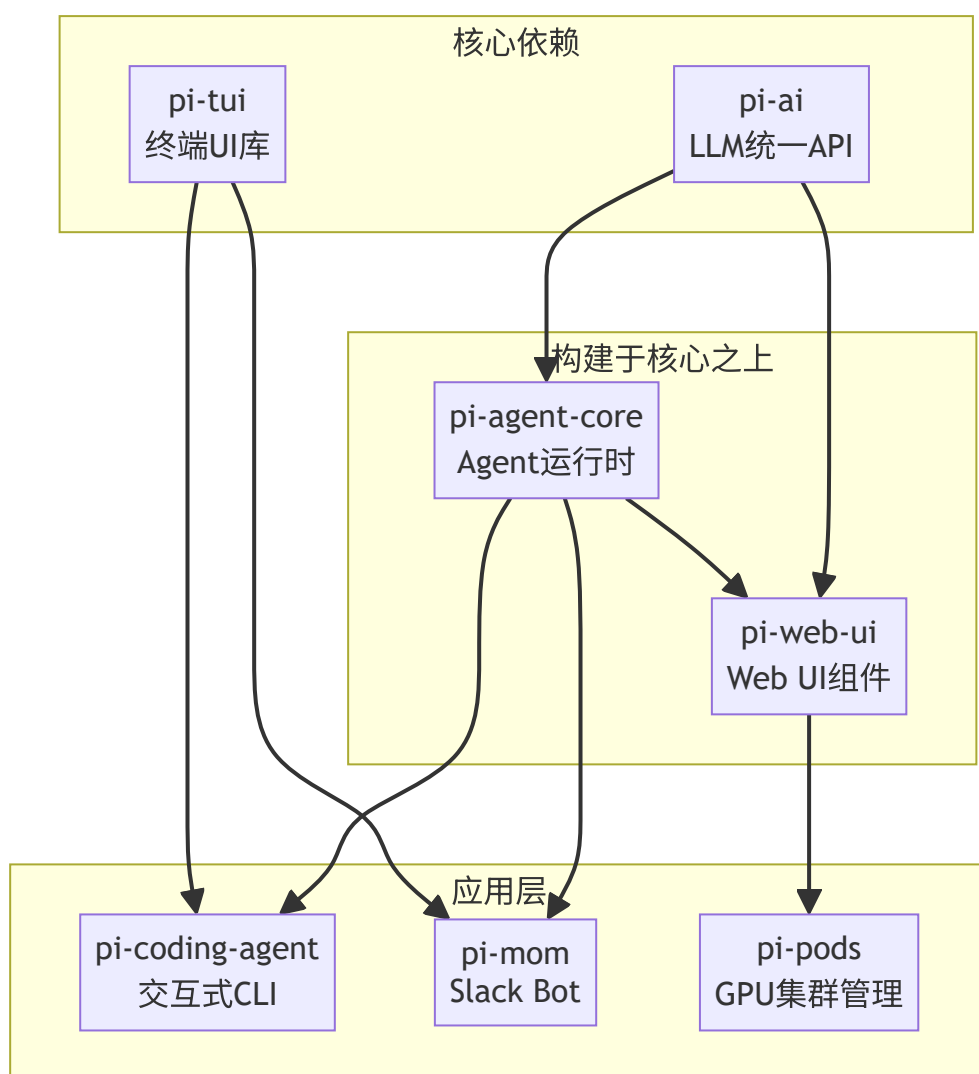 核心依赖
pi-tui
终端UI库
pi-ai
LLM统一API
构建于核心之上
pi-agent-core
Agent运行时
pi-web-ui
Web UI组件
应用层
pi-coding-agent
交互式CLI
pi-mom
Slack Bot
pi-pods
GPU集群管理